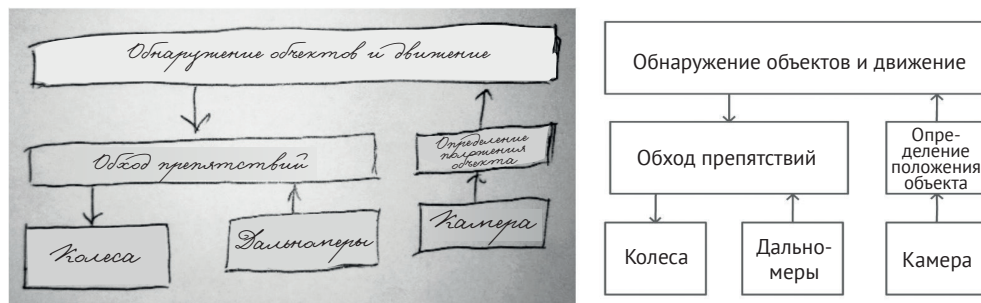 Обнаружение объектов и движение
Обход препятствий
Определение
положения
объекта
Колеса
Дальномеры
Камера
Обнаружение объектов и движение
Обход препятствий
Опре-
деление
положения
объекта
Колеса
Дально-
меры
Камера